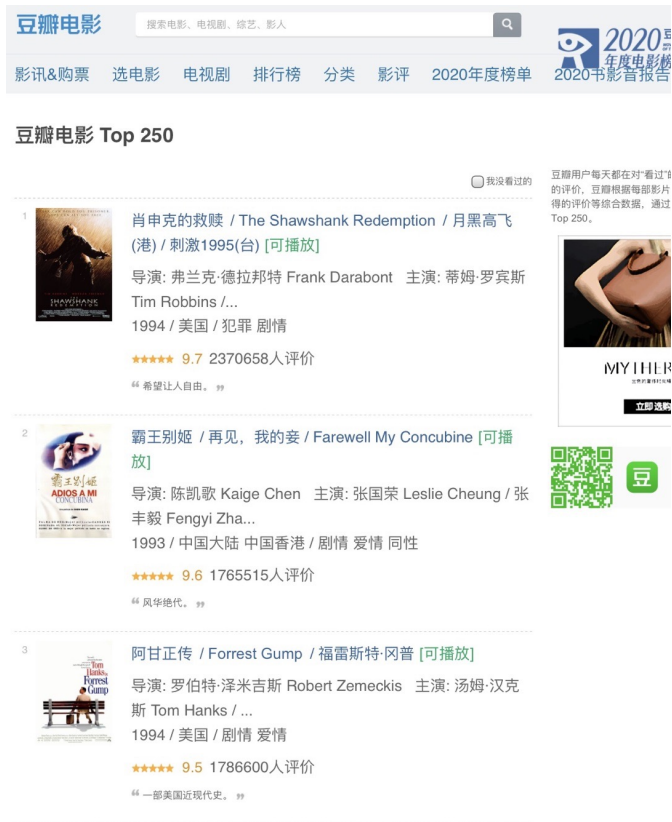 豆瓣电影
搜索电影、电视剧、综艺、影人
2020
年度电影榜
影讯&购票 选电影 电视剧 排行榜 分类 影评 2020年度榜单 2020书影音报告
豆瓣电影 Top 250
我没看过的
豆瓣用户每天都在对“看过”的
的评价，豆瓣根据每部影片
得的评价等综合数据，通过
Top 250。
1
肖申克的救赎 / The Shawshank Redemption / 月黑高飞
(港) / 刺激1995(台) [可播放]
导演: 弗兰克·德拉邦特 Frank Darabont 主演: 蒂姆·罗宾斯
Tim Robbins /...
1994 / 美国 / 犯罪 剧情
9.7 2370658人评价
“ 希望让人自由。 ”
SHAWSHANK
REDEMPTION
MYTHER
立即选购
豆
2
霸王别姬 / 再见，我的妾 / Farewell My Concubine [可播
放]
导演: 陈凯歌 Kaige Chen 主演: 张国荣 Leslie Cheung / 张
丰毅 Fengyi Zha...
1993 / 中国大陆 中国香港 / 剧情 爱情 同性
9.6 1765515人评价
“ 风华绝代。 ”
霸王别姬
ADIOS A MI
CONCUBINA
3
阿甘正传 / Forrest Gump / 福雷斯特·冈普 [可播放]
导演: 罗伯特·泽米吉斯 Robert Zemeckis 主演: 汤姆·汉克
斯 Tom Hanks / ...
1994 / 美国 / 剧情 爱情
9.5 1786600人评价
“ 一部美国近现代史。 ”
Tom
Hanks
Forrest
Gump